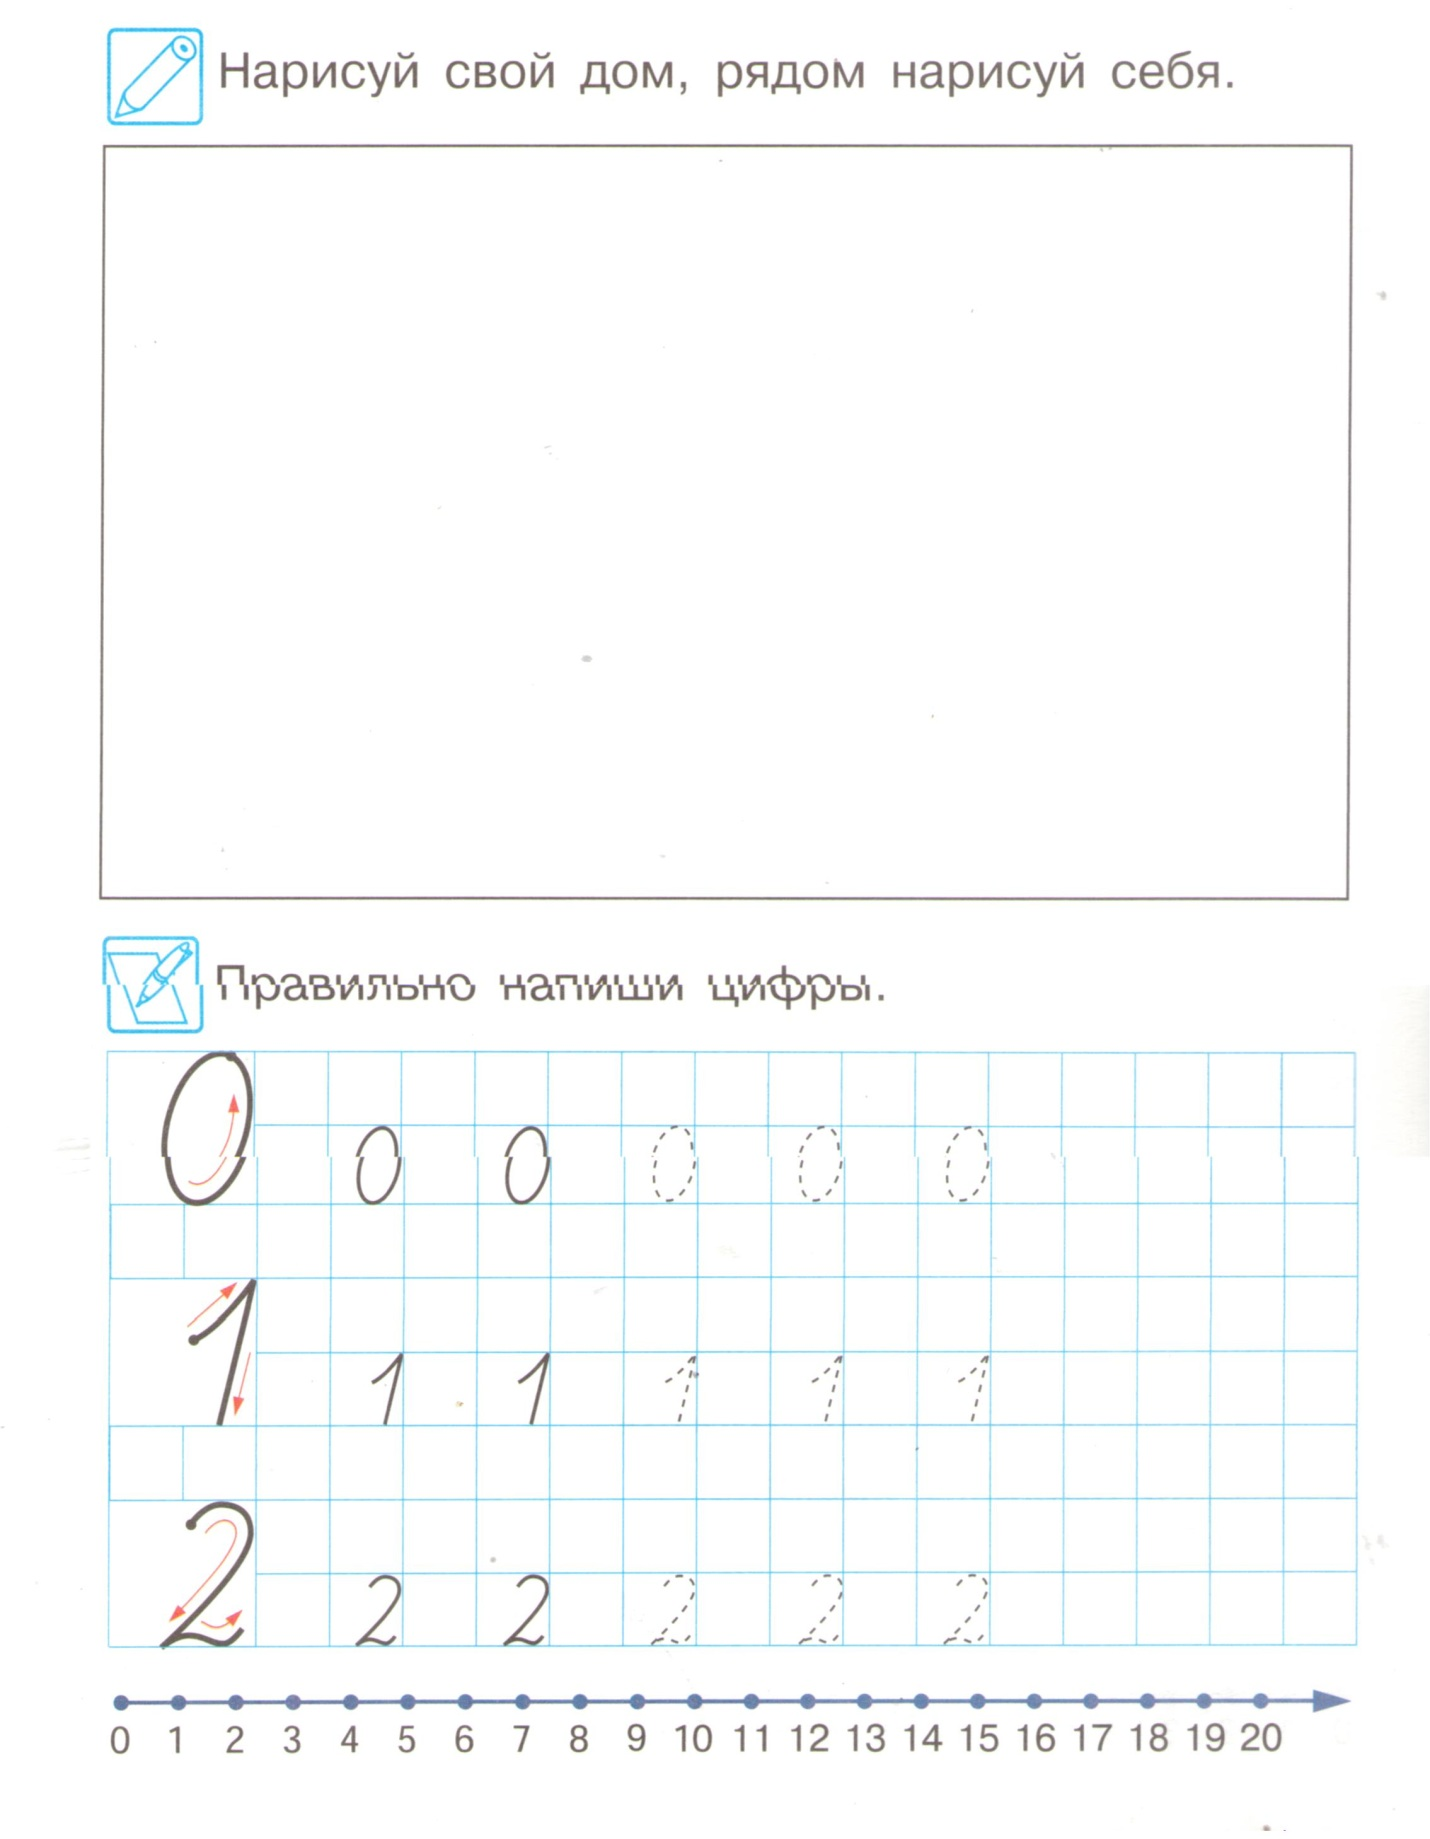 Нарисуй свой дом, рядом нарисуй себя.
Правильно напиши цифры.
0 0 0 0 0 0
1 1 1 1 1 1
2 2 2 2 2 2
0 1 2 3 4 5 6 7 8 9 10 11 12 13 14 15 16 17 18 19 20